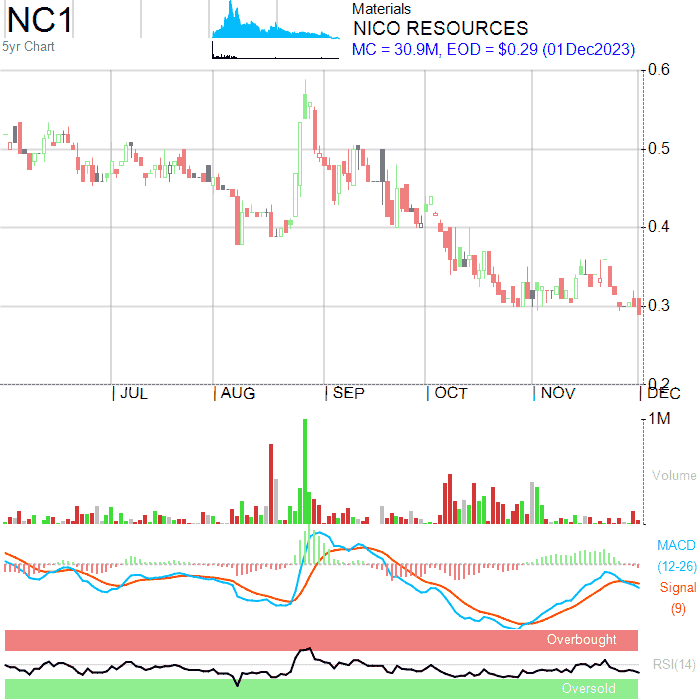 NC1
5yr Chart
Materials
NICO RESOURCES
MC = 30.9M, EOD = $0.29 (01Dec2023)
0.6
0.5
0.4
0.3
0.2
JUL AUG SEP OCT NOV DEC
1M
Volume
MACD
(12-26)
Signal
(9)
Overbought
RSI(14)
Oversold